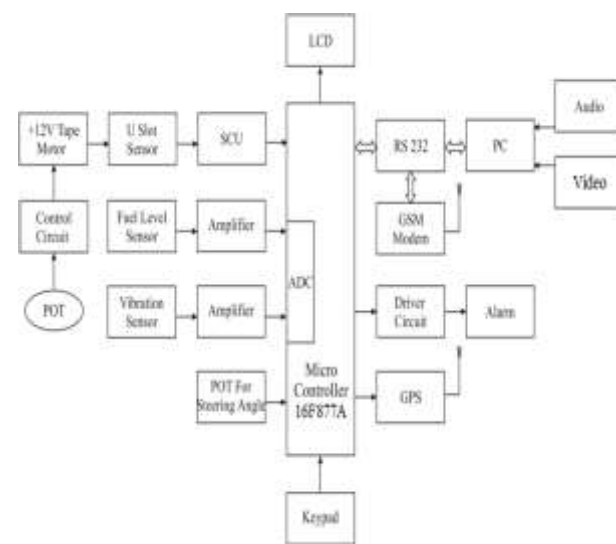 LCD
+12V Tape
Motor
U Slot
Sensor
SCU
RS 232
PC
Audio
Video
Control
Circuit
Fuel Level
Sensor
Amplifier
GSM
Modem
ADC
POT
Vibration
Sensor
Amplifier
Driver
Circuit
Alarm
POT For
Steering Angle
Micro
Controller
16F877A
GPS
Keypad